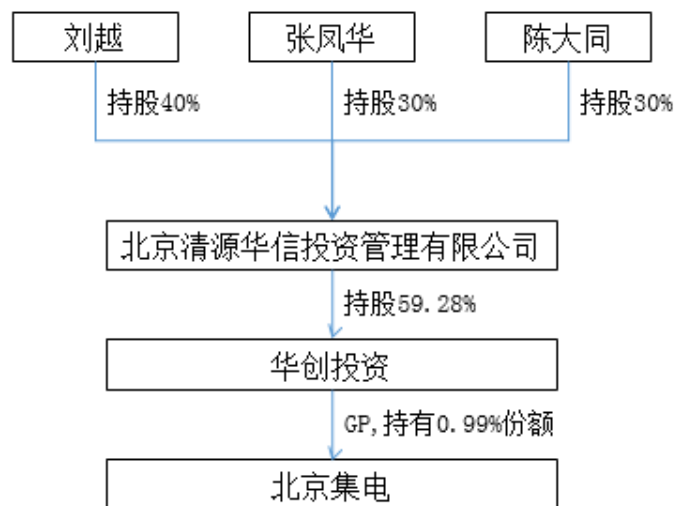 刘越
张凤华
陈大同
持股40%
持股30%
持股30%
北京清源华信投资管理有限公司
持股59.28%
华创投资
GP,持有0.99%份额
北京集电